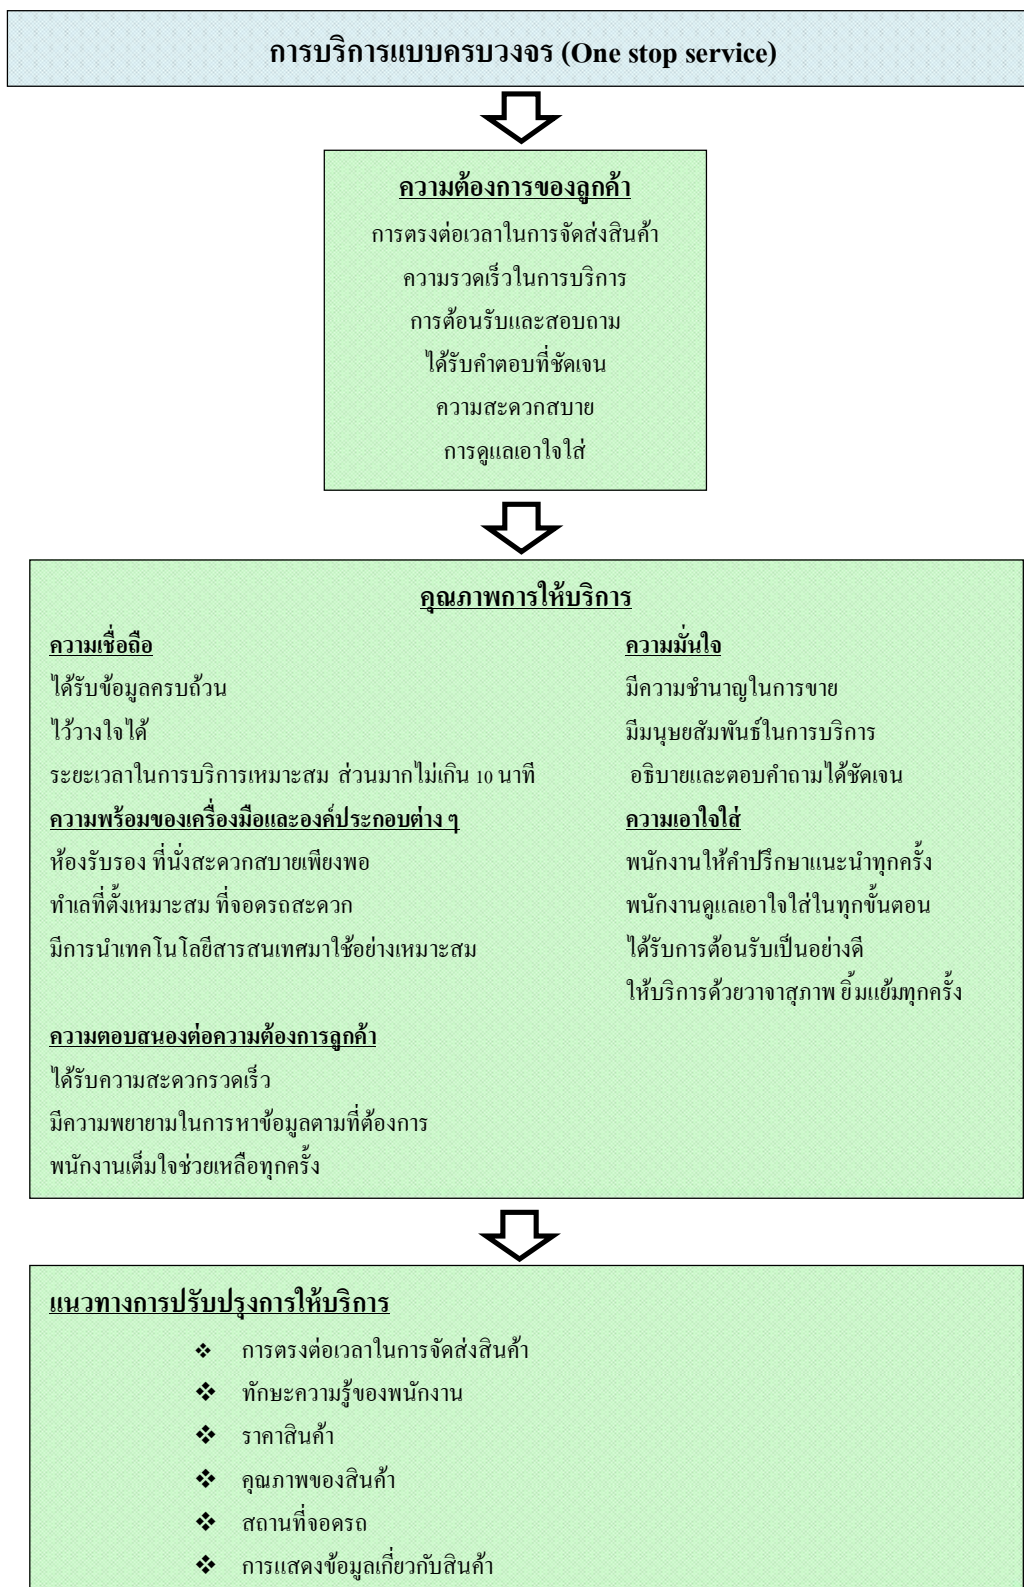 การบริการแบบครบวงจร (One stop service)
ความต้องการของลูกค้า
การตรงต่อเวลาในการจัดส่งสินค้า
ความรวดเร็วในการบริการ
การต้อนรับและสอบถาม
ได้รับคำตอบที่ชัดเจน
ความสะดวกสบาย
การดูแลเอาใจใส่
คุณภาพการให้บริการ
ความเชื่อถือ
ได้รับข้อมูลครบถ้วน
ไว้วางใจได้
ระยะเวลาในการบริการเหมาะสม ส่วนมากไม่เกิน 10 นาที
ความพร้อมของเครื่องมือและองค์ประกอบต่าง ๆ
ห้องรับรอง ที่นั่งสะดวกสบายเพียงพอ
ทำเลที่ตั้งเหมาะสม ที่จอดรถสะดวก
มีการนำเทคโนโลยีสารสนเทศมาใช้อย่างเหมาะสม
ความตอบสนองต่อความต้องการลูกค้า
ได้รับความสะดวกรวดเร็ว
มีความพยายามในการหาข้อมูลตามที่ต้องการ
พนักงานเต็มใจช่วยเหลือทุกครั้ง
ความมั่นใจ
มีความชำนาญในการขาย
มีมนุษยสัมพันธ์ในการบริการ
อธิบายและตอบคำถามได้ชัดเจน
ความเอาใจใส่
พนักงานให้คำปรึกษาแนะนำทุกครั้ง
พนักงานดูแลเอาใจใส่ในทุกขั้นตอน
ได้รับการต้อนรับเป็นอย่างดี
ให้บริการด้วยวาจาสุภาพ ยิ้มแย้มทุกครั้ง
แนวทางการปรับปรุงการให้บริการ
❖ การตรงต่อเวลาในการจัดส่งสินค้า
❖ ทักษะความรู้ของพนักงาน
❖ ราคาสินค้า
❖ คุณภาพของสินค้า
❖ สถานที่จอดรถ
❖ การแสดงข้อมูลเกี่ยวกับสินค้า